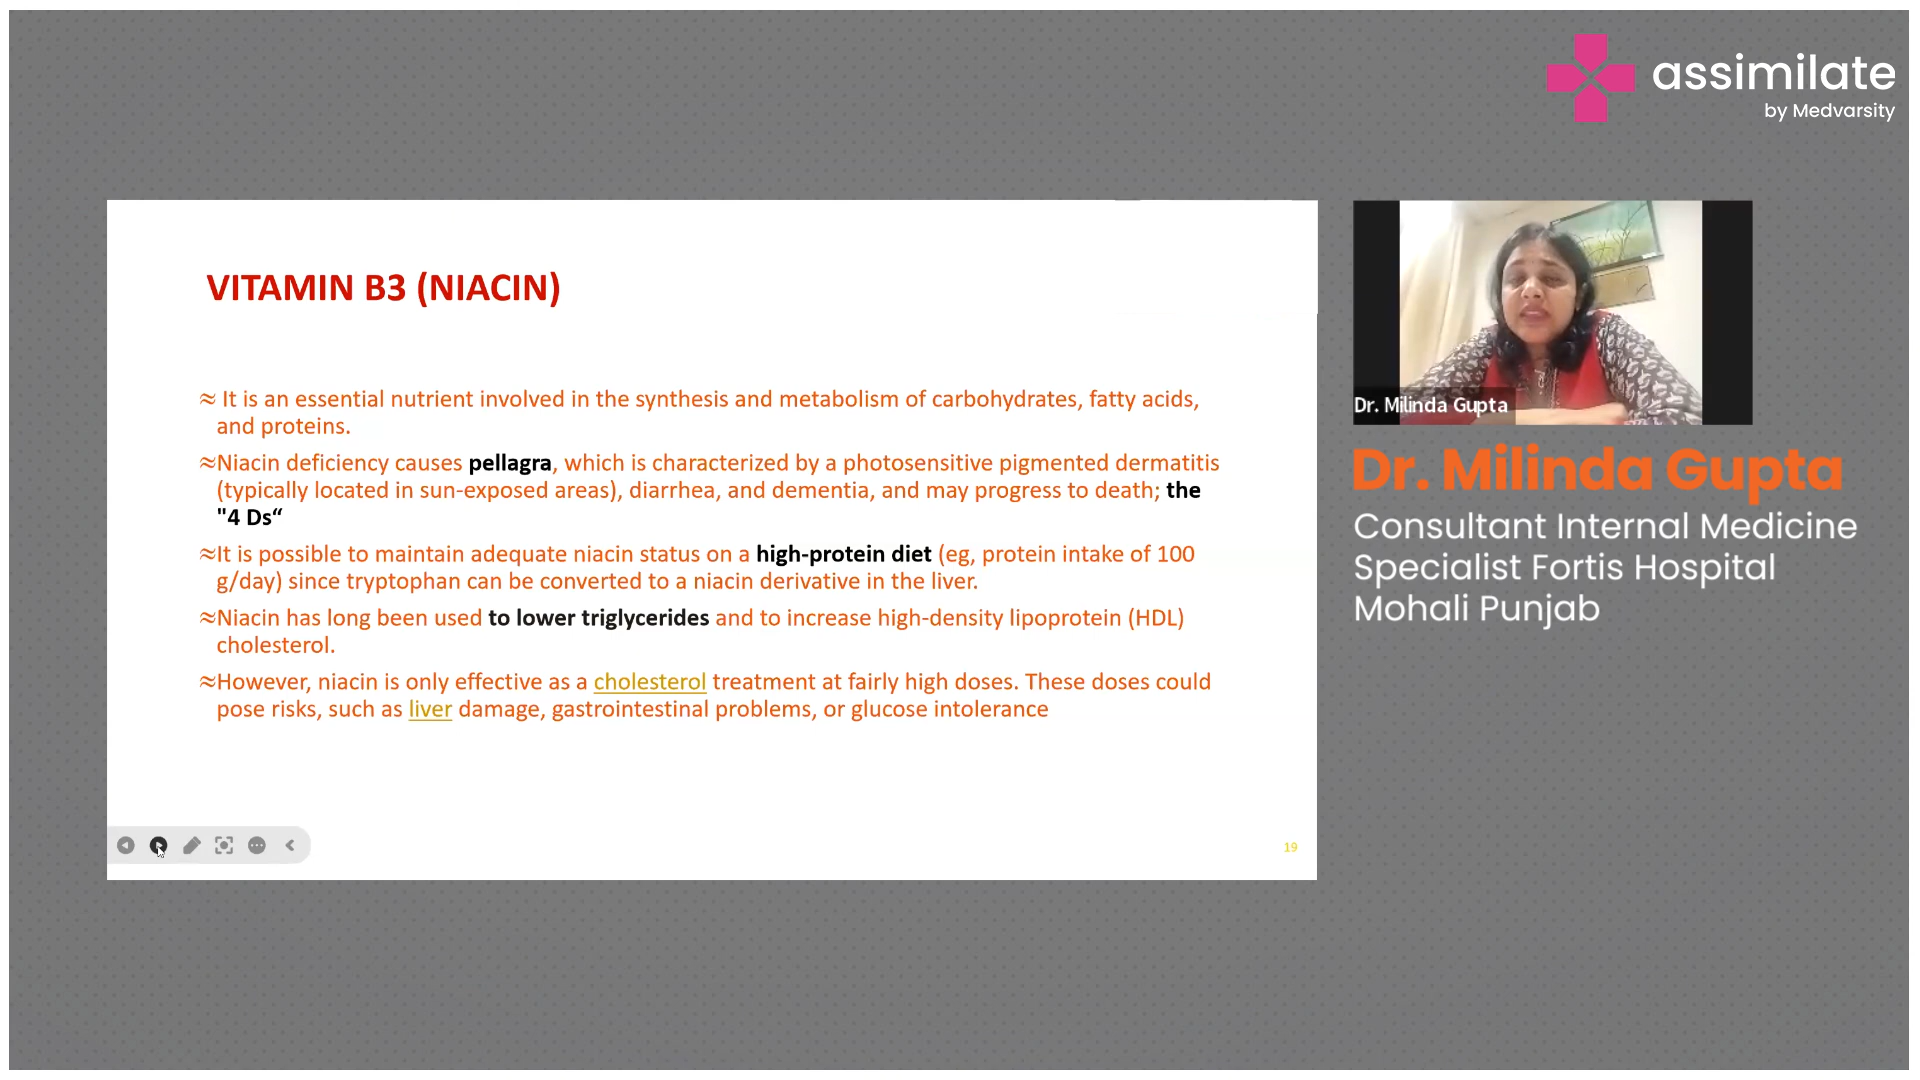 assimilate
by Medvarsity
VITAMIN B3 (NIACIN)
≈ It is an essential nutrient involved in the synthesis and metabolism of carbohydrates, fatty acids,
and proteins.
≈Niacin deficiency causes pellagra, which is characterized by a photosensitive pigmented dermatitis
(typically located in sun-exposed areas), diarrhea, and dementia, and may progress to death; the
"4 Ds“
≈It is possible to maintain adequate niacin status on a high-protein diet (eg, protein intake of 100
g/day) since tryptophan can be converted to a niacin derivative in the liver.
≈Niacin has long been used to lower triglycerides and to increase high-density lipoprotein (HDL)
cholesterol.
≈However, niacin is only effective as a cholesterol treatment at fairly high doses. These doses could
pose risks, such as liver damage, gastrointestinal problems, or glucose intolerance
19
Dr. Milinda Gupta
Dr. Milinda Gupta
Consultant Internal Medicine
Specialist Fortis Hospital
Mohali Punjab